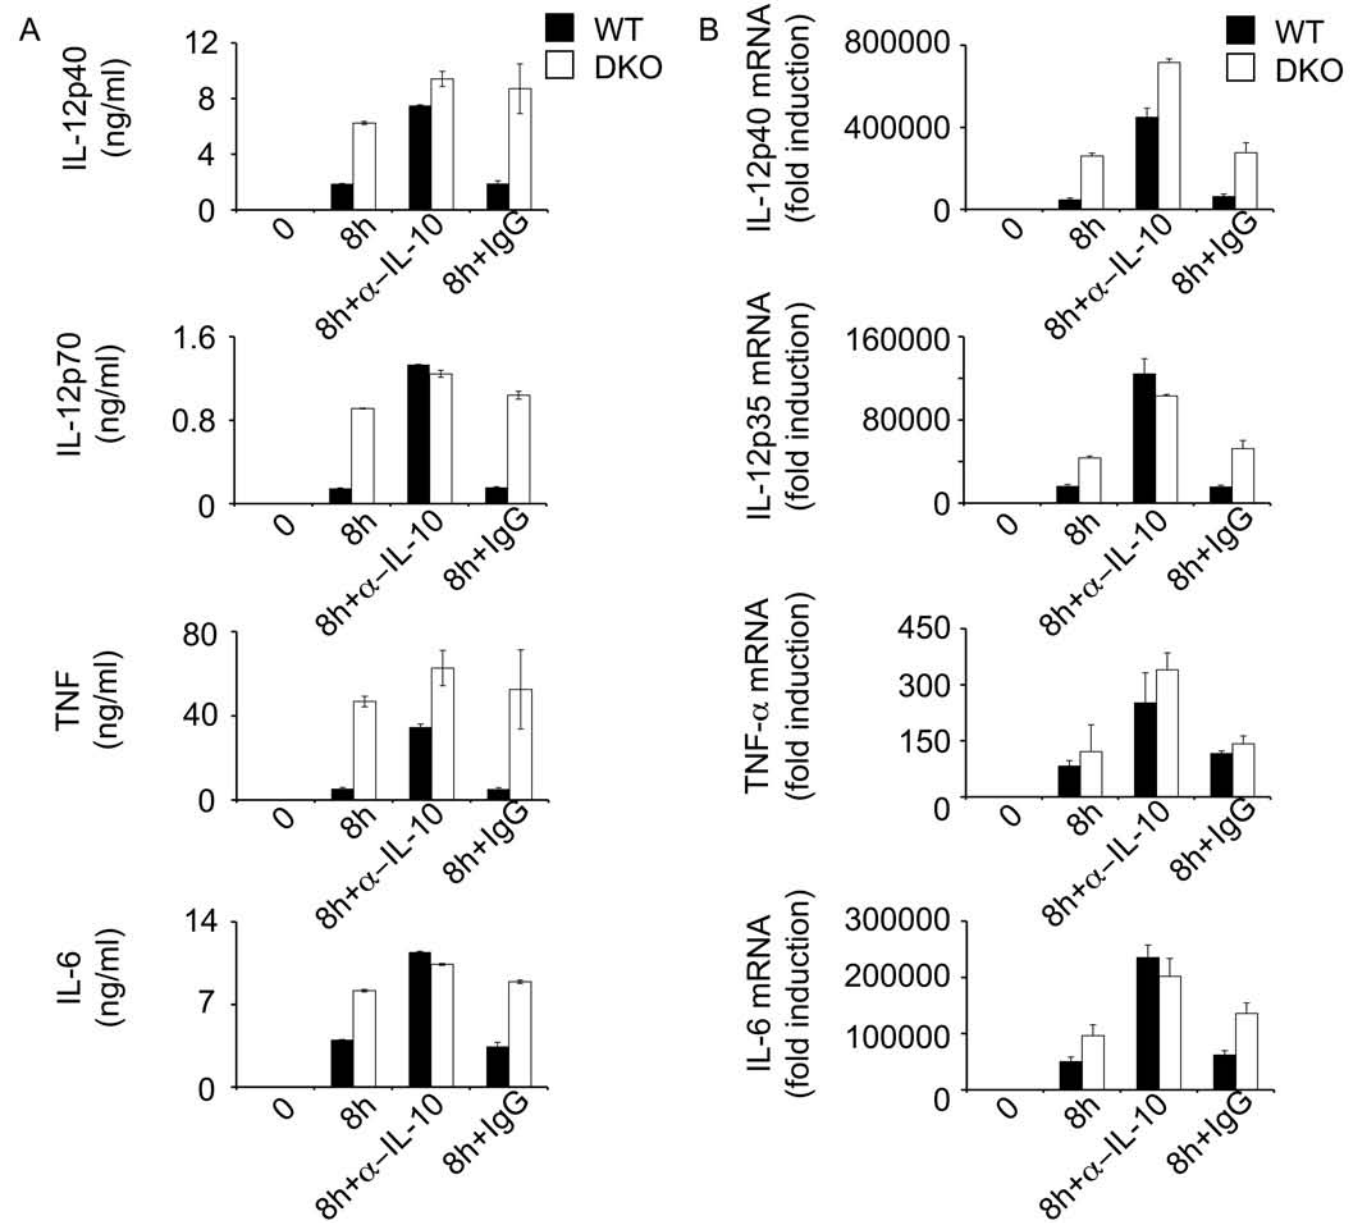 A
IL-12p40
(ng/ml)
12
8
4
0
WT
DKO
0
8h
8h+α−IL-10
8h+IgG
IL-12p70
(ng/ml)
1.6
0.8
0
0
8h
8h+α−IL-10
8h+IgG
TNF
(ng/ml)
80
40
0
0
8h
8h+α−IL-10
8h+IgG
IL-6
(ng/ml)
14
7
0
0
8h
8h+α−IL-10
8h+IgG
B
IL-12p40 mRNA
(fold induction)
800000
400000
0
WT
DKO
0
8h
8h+α−IL-10
8h+IgG
IL-12p35 mRNA
(fold induction)
160000
80000
0
0
8h
8h+α−IL-10
8h+IgG
TNF-α mRNA
(fold induction)
450
300
150
0
0
8h
8h+α−IL-10
8h+IgG
IL-6 mRNA
(fold induction)
300000
200000
100000
0
0
8h
8h+α−IL-10
8h+IgG